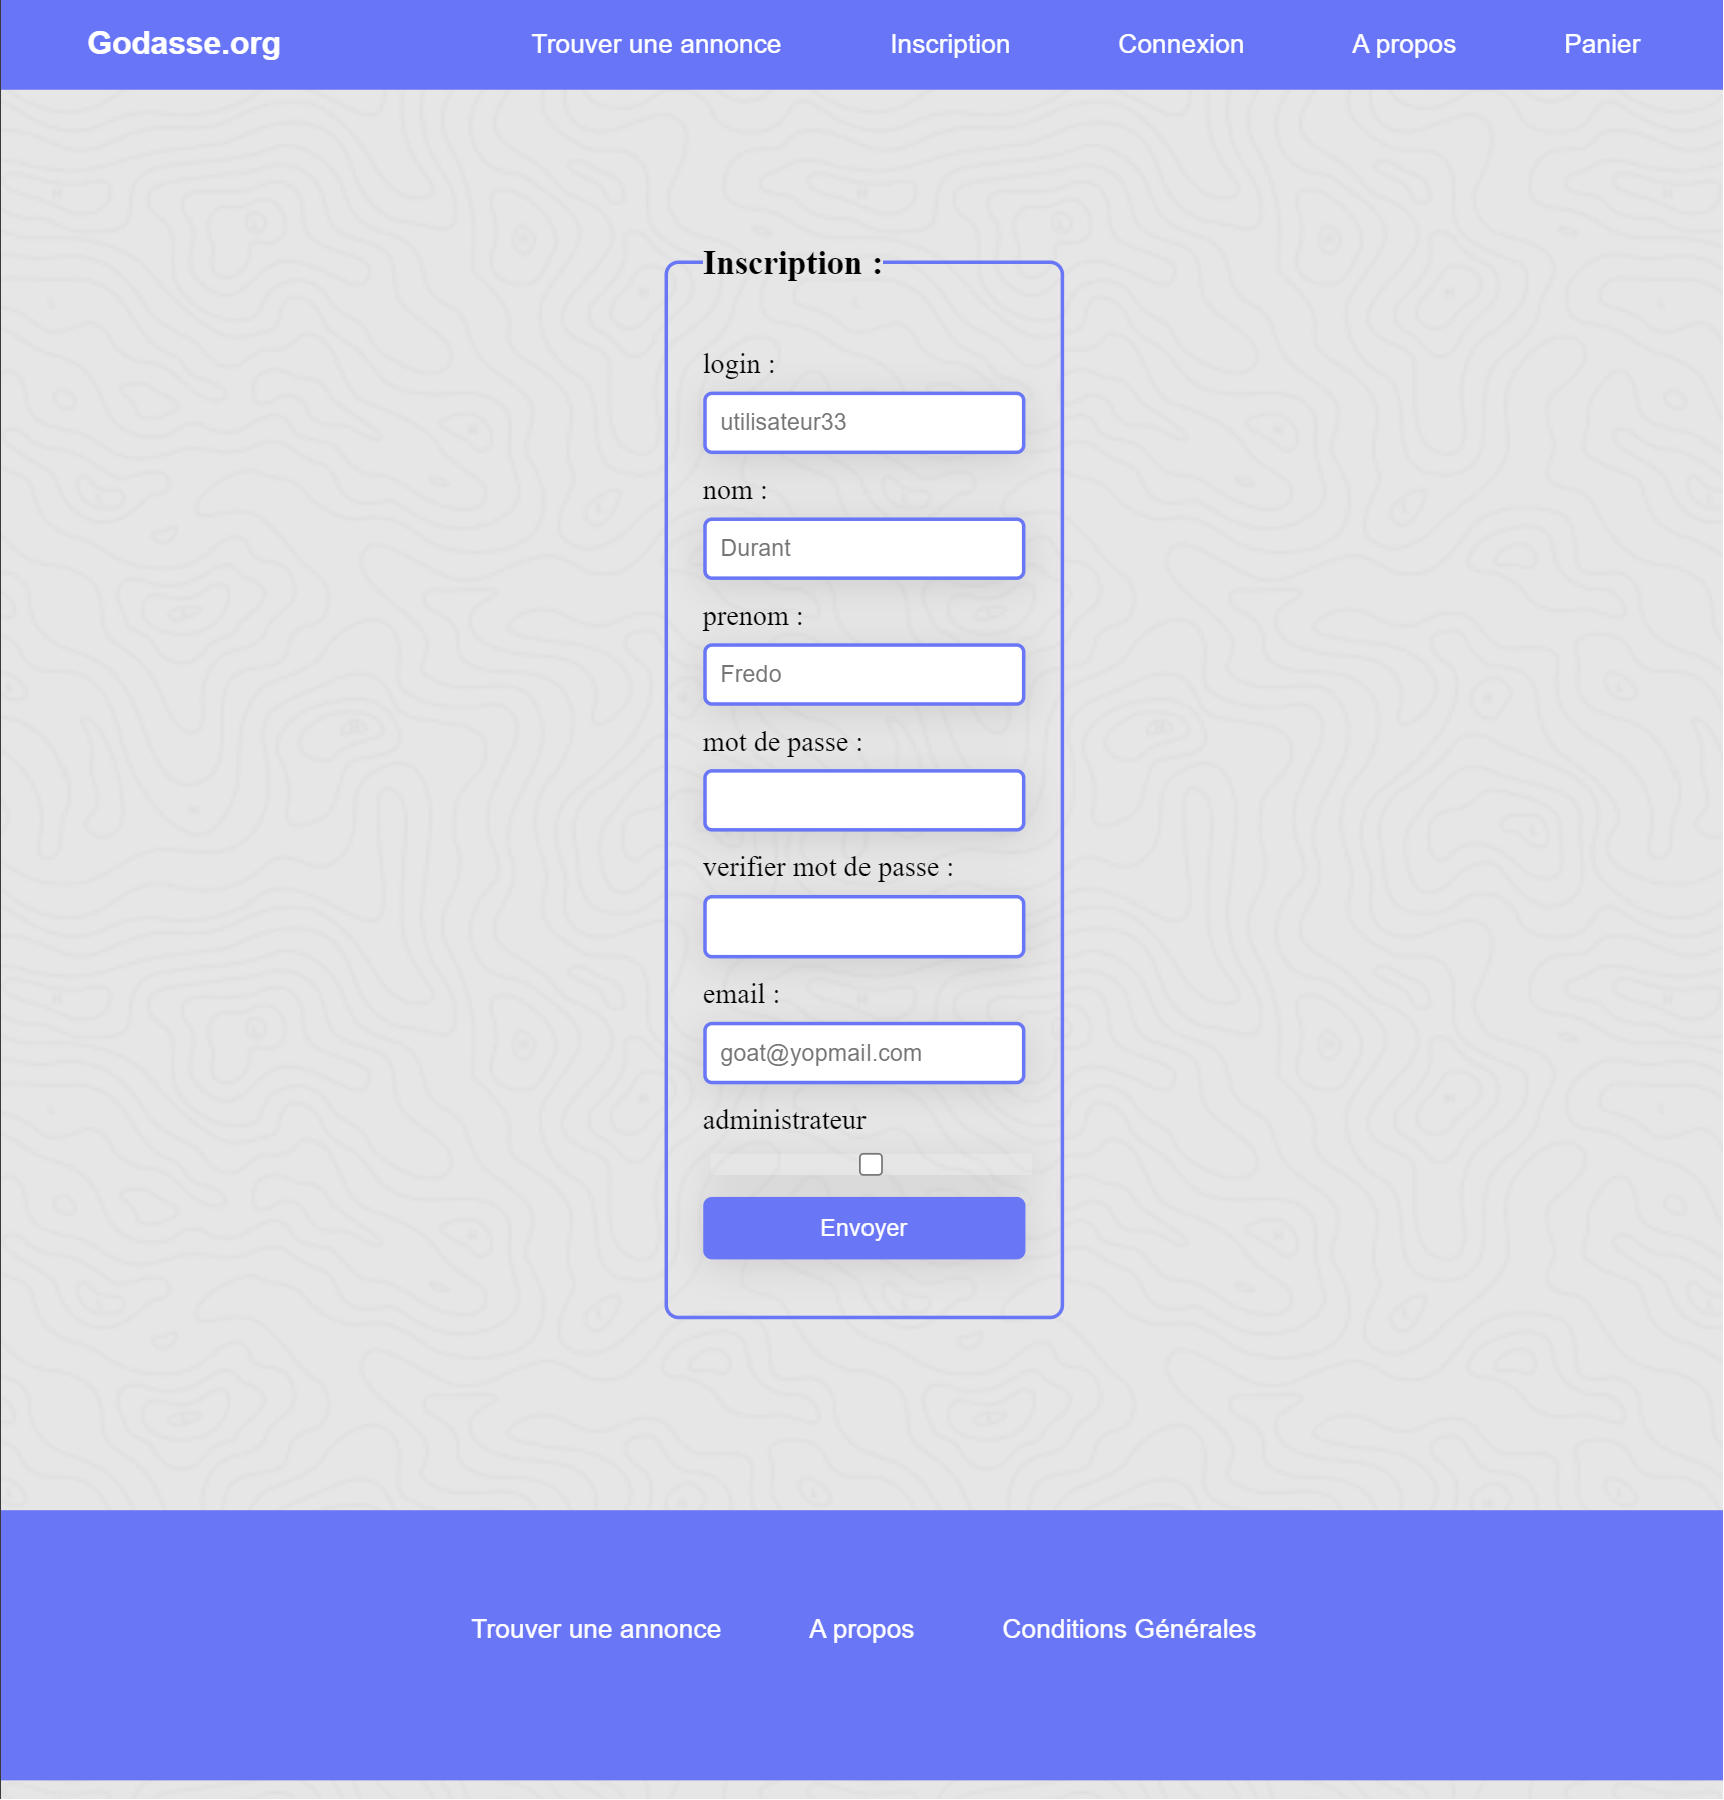 Godasse.org Trouver une annonce Inscription Connexion A propos Panier
Inscription :
login :
utilisateur33
nom :
Durant
prenom :
Fredo
mot de passe :
verifier mot de passe :
email :
goat@yopmail.com
administrateur
Envoyer
Trouver une annonce A propos Conditions Générales